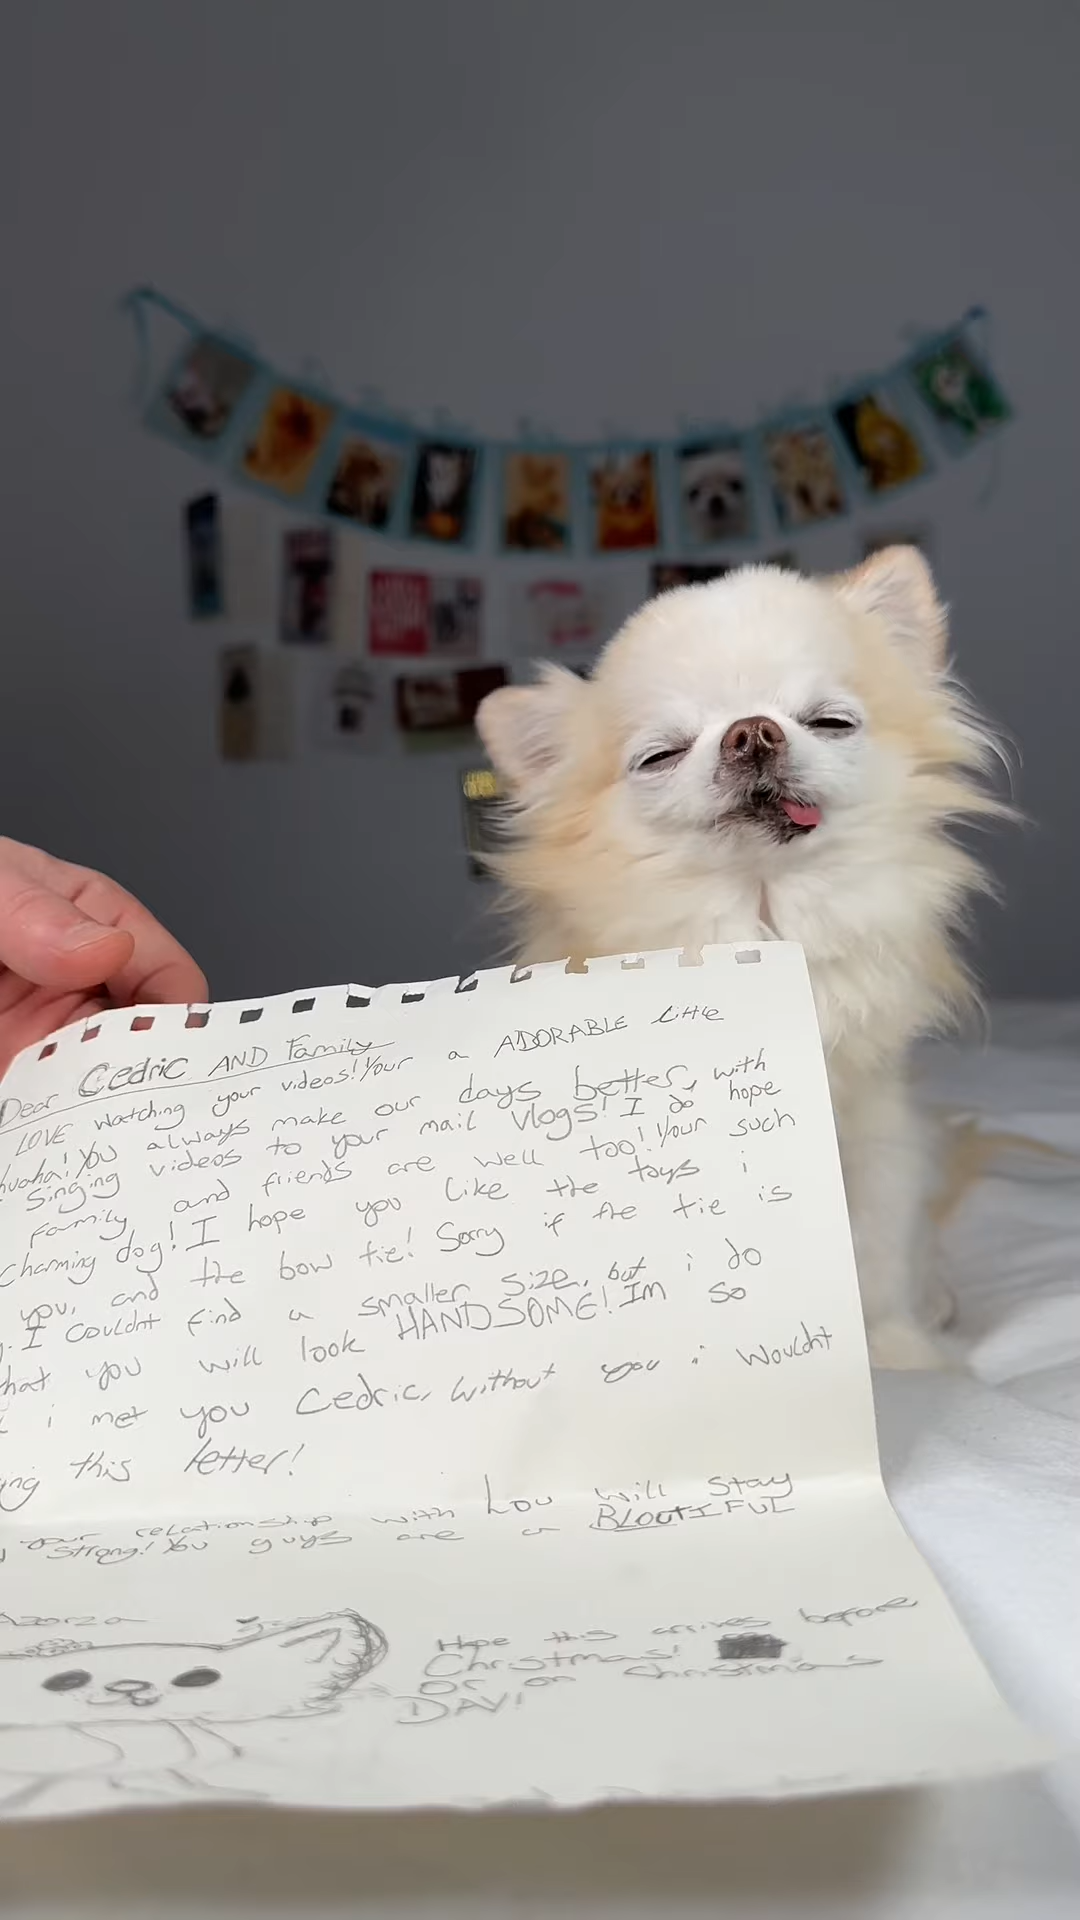 Dear Cedric AND Family
LOVE watching your videos! Your a ADORABLE little
huaha! You always make our days better, with
singing videos to your mail vlogs! I do hope
family and friends are well too! Your such
charming dog! I hope you like the toys i
you, and the bow tie! Sorry if the tie is
. I couldnt find a smaller size, but i do
hat you will look HANDSOME! Im so
i met you Cedric, without you i wouldnt
ing this letter!
your relationship with Lou will stay
strong! You guys are a
Hope this arrives before
Christmas!
Or on christmas
DAY!